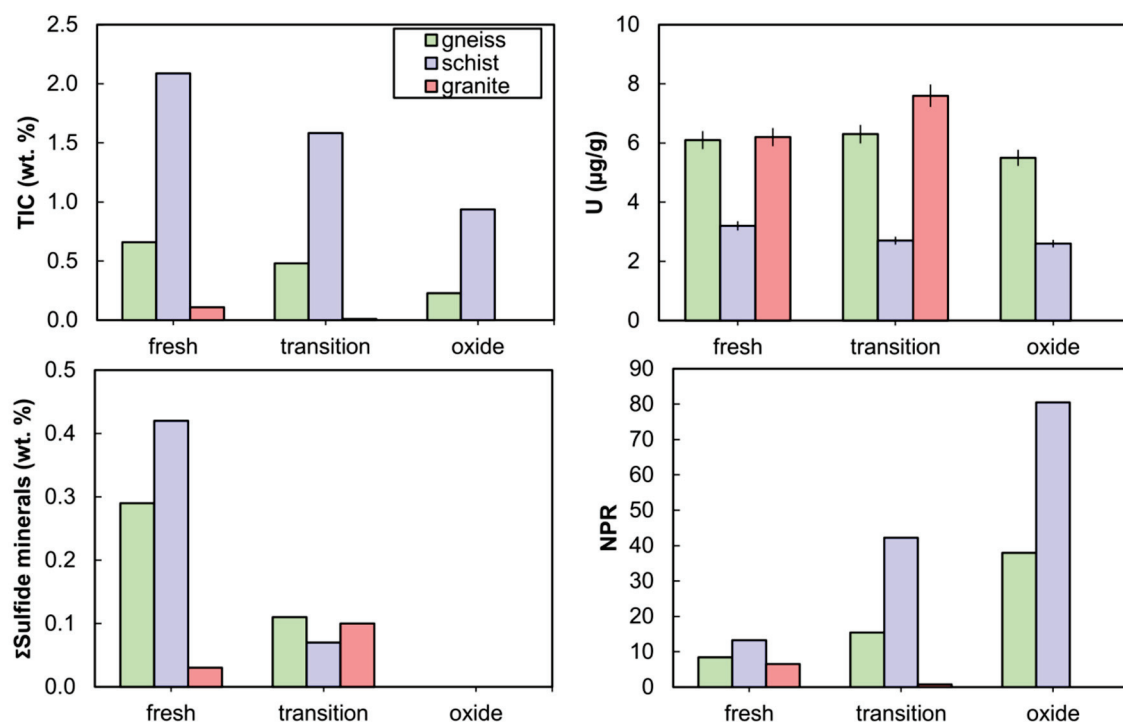 2.5
2.0
1.5
1.0
0.5
0.0
TIC (wt. %)
gneiss
schist
granite
fresh
transition
oxide
10
8
6
4
2
0
U (µg/g)
fresh
transition
oxide
0.5
0.4
0.3
0.2
0.1
0.0
ΣSulfide minerals (wt. %)
fresh
transition
oxide
90
80
70
60
50
40
30
20
10
0
NPR
fresh
transition
oxide